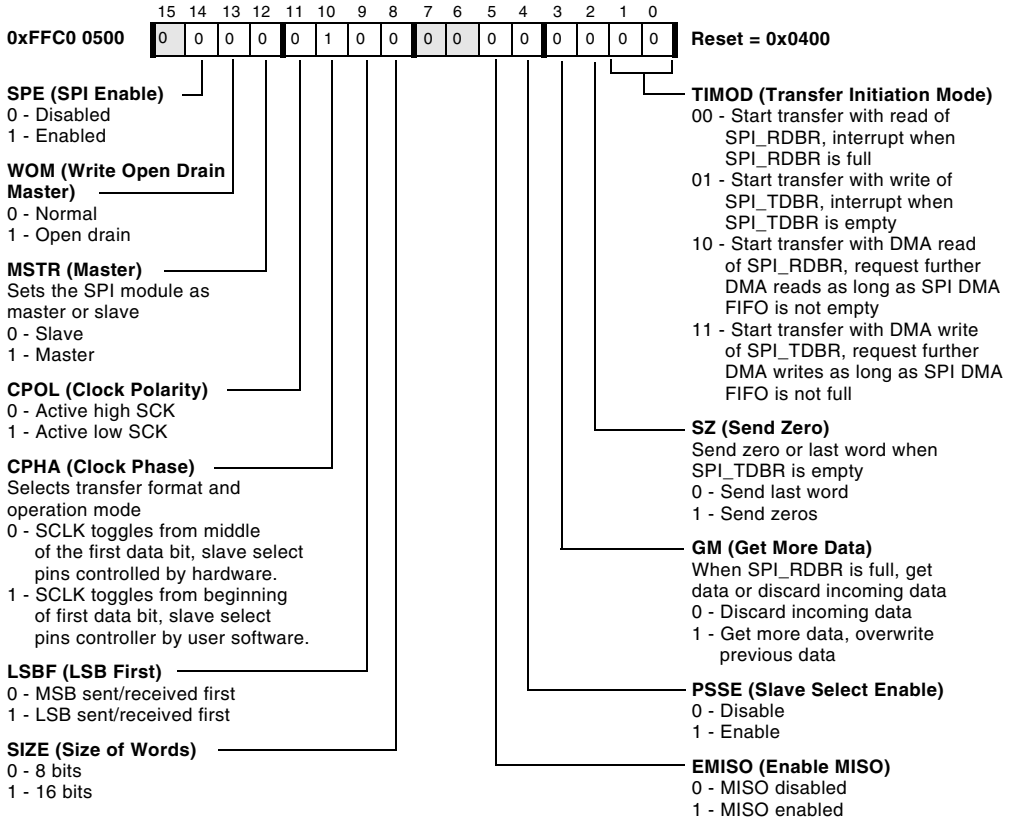 15 14 13 12 11 10 9 8 7 6 5 4 3 2 1 0
0xFFC0 0500
0 0 0 0 0 1 0 0 0 0 0 0 0 0 0 0
Reset = 0x0400
SPE (SPI Enable)
0 - Disabled
1 - Enabled
WOM (Write Open Drain
Master)
0 - Normal
1 - Open drain
MSTR (Master)
Sets the SPI module as
master or slave
0 - Slave
1 - Master
CPOL (Clock Polarity)
0 - Active high SCK
1 - Active low SCK
CPHA (Clock Phase)
Selects transfer format and
operation mode
0 - SCLK toggles from middle
of the first data bit, slave select
pins controlled by hardware.
1 - SCLK toggles from beginning
of first data bit, slave select
pins controller by user software.
LSBF (LSB First)
0 - MSB sent/received first
1 - LSB sent/received first
SIZE (Size of Words)
0 - 8 bits
1 - 16 bits
TIMOD (Transfer Initiation Mode)
00 - Start transfer with read of
SPI_RDBR, interrupt when
SPI_RDBR is full
01 - Start transfer with write of
SPI_TDBR, interrupt when
SPI_TDBR is empty
10 - Start transfer with DMA read
of SPI_RDBR, request further
DMA reads as long as SPI DMA
FIFO is not empty
11 - Start transfer with DMA write
of SPI_TDBR, request further
DMA writes as long as SPI DMA
FIFO is not full
SZ (Send Zero)
Send zero or last word when
SPI_TDBR is empty
0 - Send last word
1 - Send zeros
GM (Get More Data)
When SPI_RDBR is full, get
data or discard incoming data
0 - Discard incoming data
1 - Get more data, overwrite
previous data
PSSE (Slave Select Enable)
0 - Disable
1 - Enable
EMISO (Enable MISO)
0 - MISO disabled
1 - MISO enabled